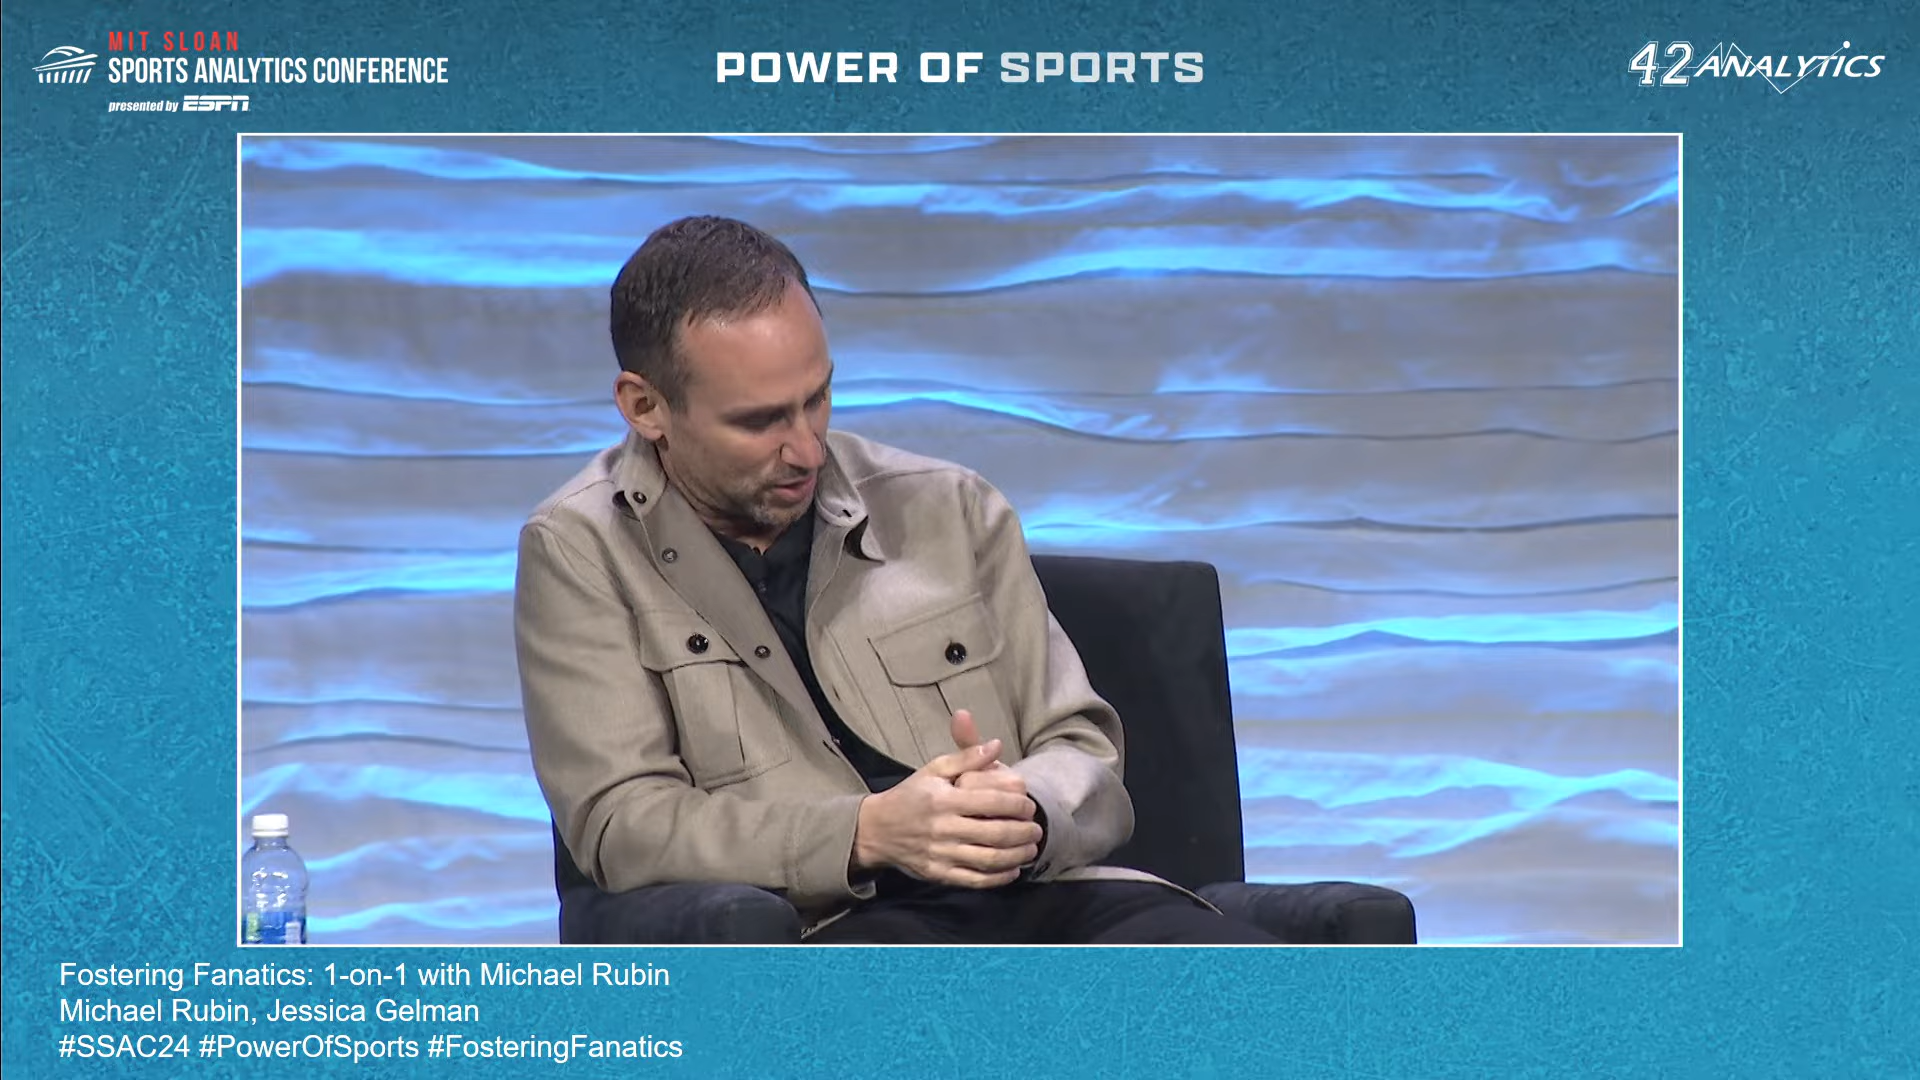 MIT SLOAN
SPORTS ANALYTICS CONFERENCE
presented by ESPN
POWER OF SPORTS
42 ANALYTICS
Fostering Fanatics: 1-on-1 with Michael Rubin
Michael Rubin, Jessica Gelman
#SSAC24 #PowerOfSports #FosteringFanatics